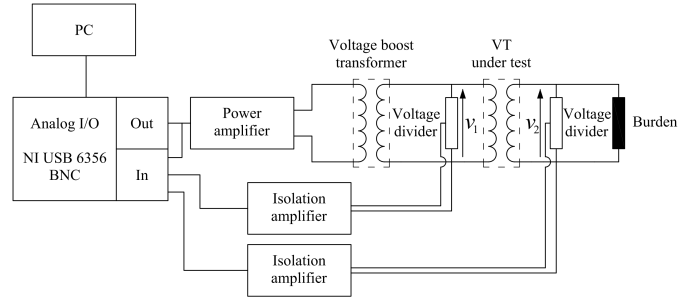 PC
Voltage boost
transformer
VT
under test
Analog I/O
NI USB 6356
BNC
Out
In
Power
amplifier
Voltage
divider
v1
v2
Voltage
divider
Burden
Isolation
amplifier
Isolation
amplifier